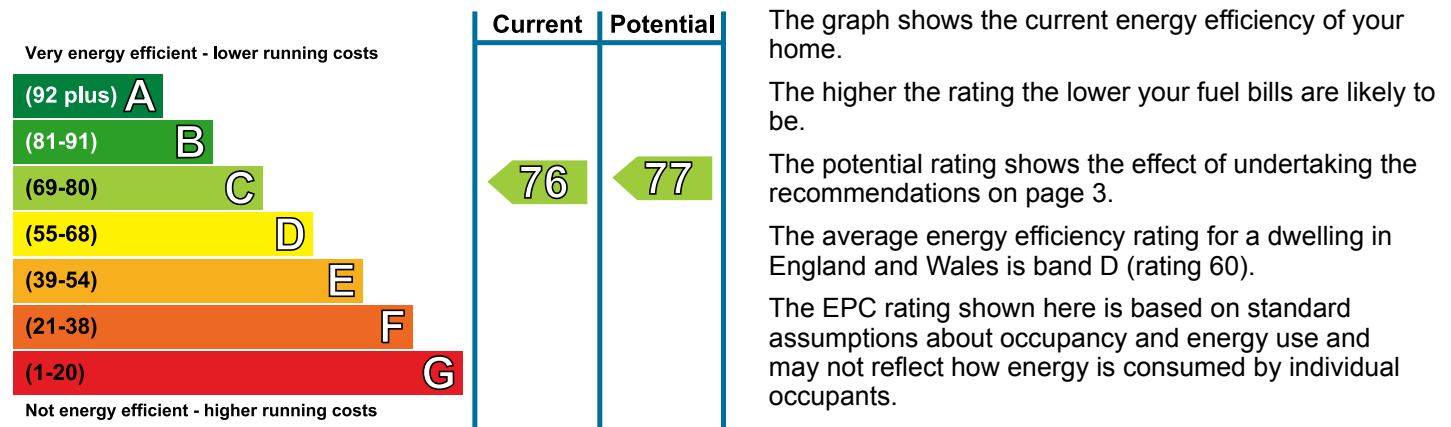 Current Potential
Very energy efficient - lower running costs
(92 plus) A
(81-91) B
(69-80) C
(55-68) D
(39-54) E
(21-38) F
(1-20) G
Not energy efficient - higher running costs
76 77
The graph shows the current energy efficiency of your
home.
The higher the rating the lower your fuel bills are likely to
be.
The potential rating shows the effect of undertaking the
recommendations on page 3.
The average energy efficiency rating for a dwelling in
England and Wales is band D (rating 60).
The EPC rating shown here is based on standard
assumptions about occupancy and energy use and
may not reflect how energy is consumed by individual
occupants.